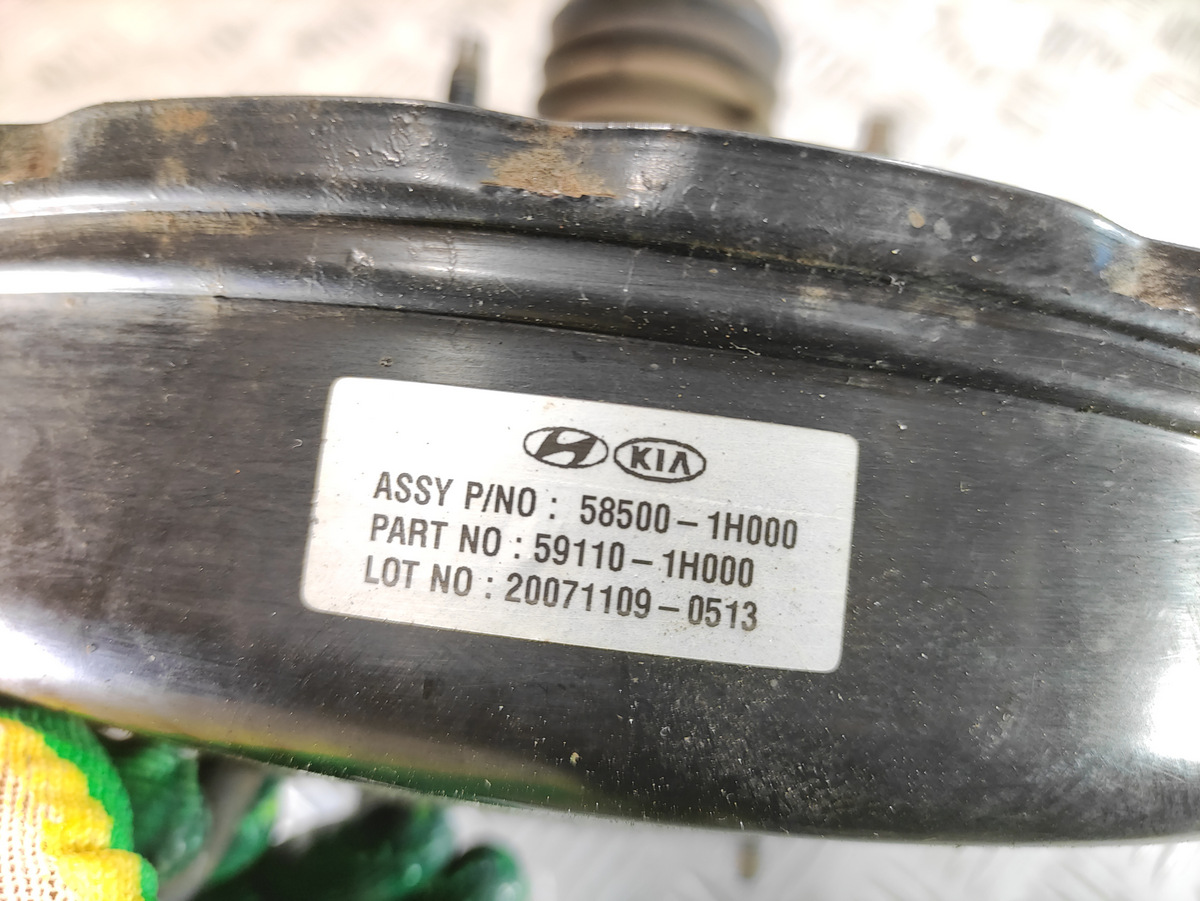 KIA
ASSY P/NO : 58500-1H000
PART NO : 59110-1H000
LOT NO : 20071109-0513